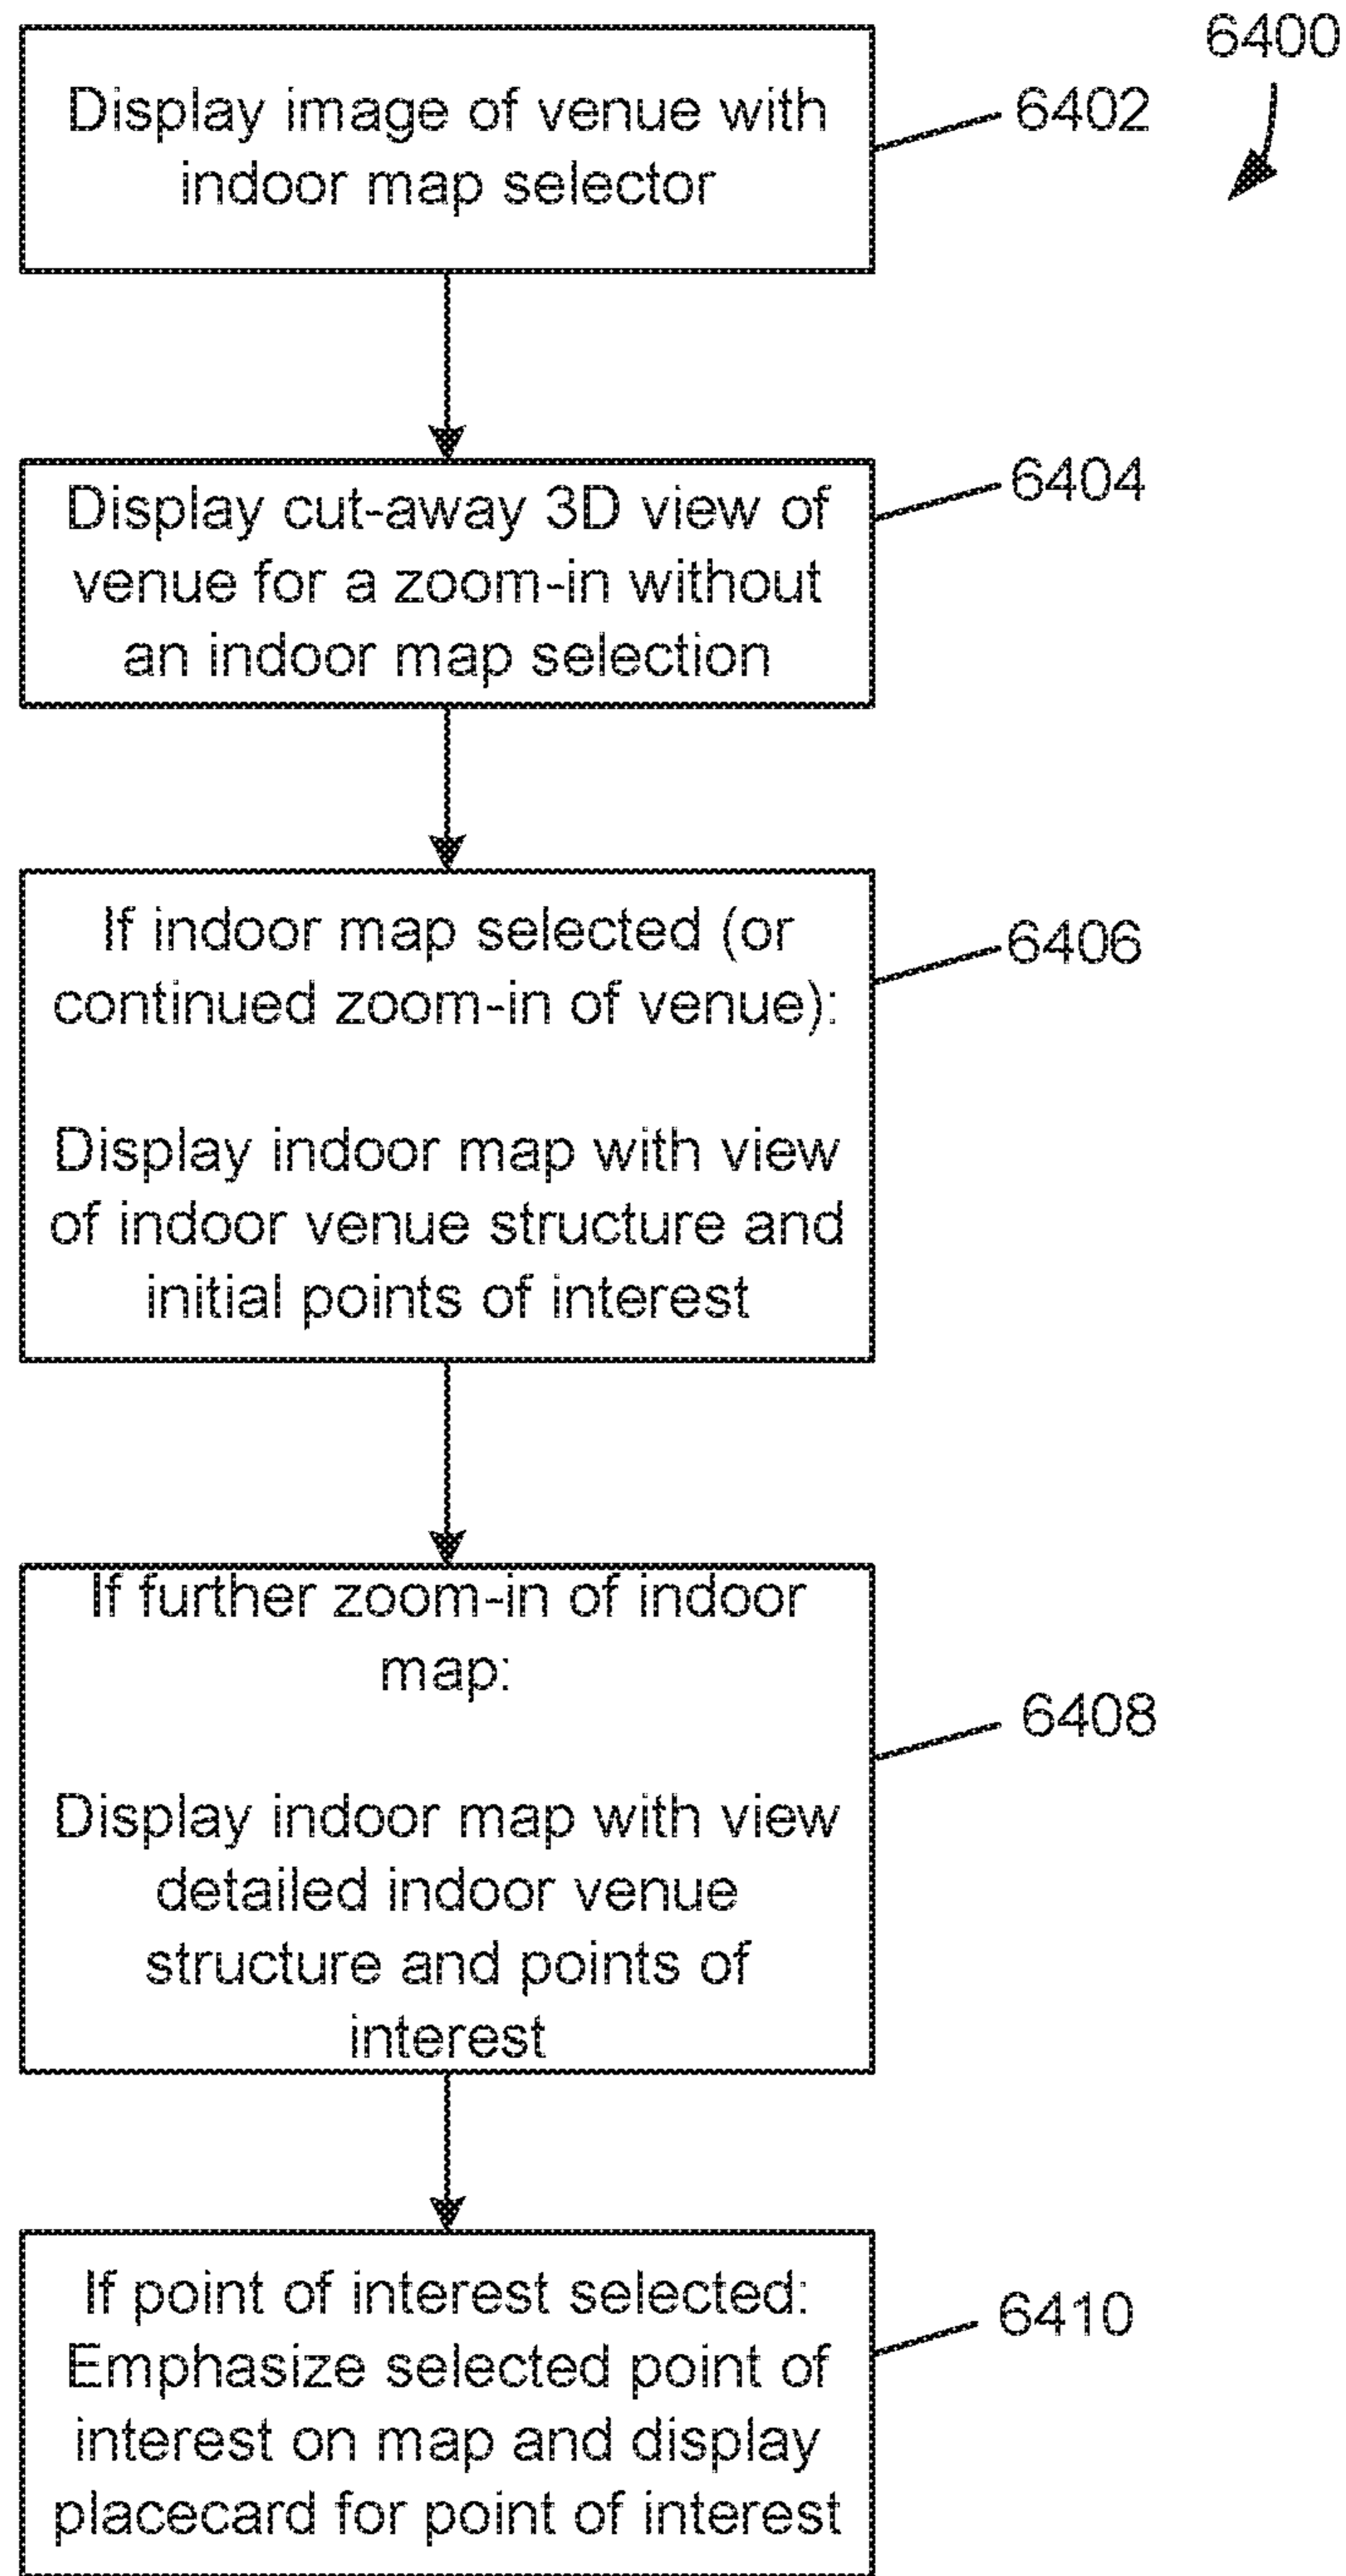 6400
Display image of venue with
indoor map selector
6402
Display cut-away 3D view of
venue for a zoom-in without
an indoor map selection
6404
If indoor map selected (or
continued zoom-in of venue):
Display indoor map with view
of indoor venue structure and
initial points of interest
6406
If further zoom-in of indoor
map:
Display indoor map with view
detailed indoor venue
structure and points of
interest
6408
If point of interest selected:
Emphasize selected point of
interest on map and display
placecard for point of interest
6410